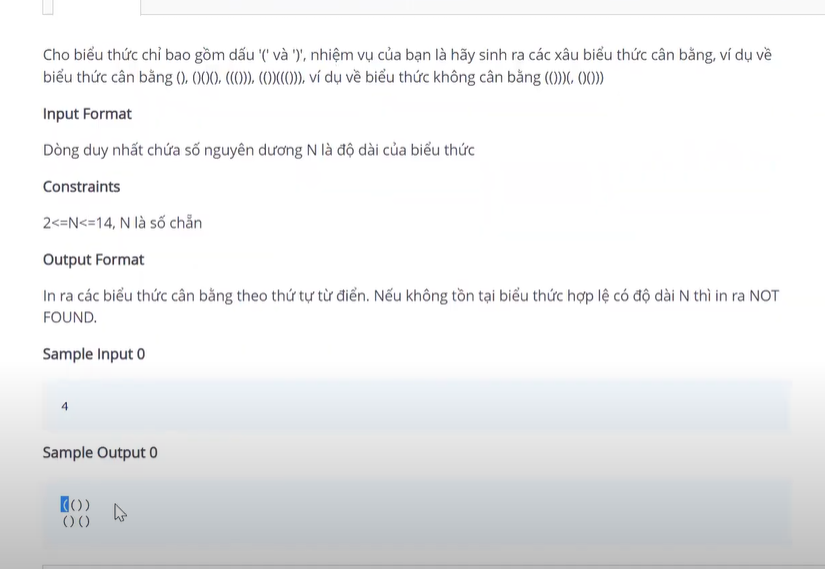 Cho biểu thức chỉ bao gồm dấu '(' và ')', nhiệm vụ của bạn là hãy sinh ra các xâu biểu thức cân bằng, ví dụ về
biểu thức cân bằng (), ()()(), ((())), (())((())), ví dụ về biểu thức không cân bằng (()))(, ()()))
Input Format
Dòng duy nhất chứa số nguyên dương N là độ dài của biểu thức
Constraints
2<=N<=14, N là số chẵn
Output Format
In ra các biểu thức cân bằng theo thứ tự từ điển. Nếu không tồn tại biểu thức hợp lệ có độ dài N thì in ra NOT
FOUND.
Sample Input 0
4
Sample Output 0
(())
()()